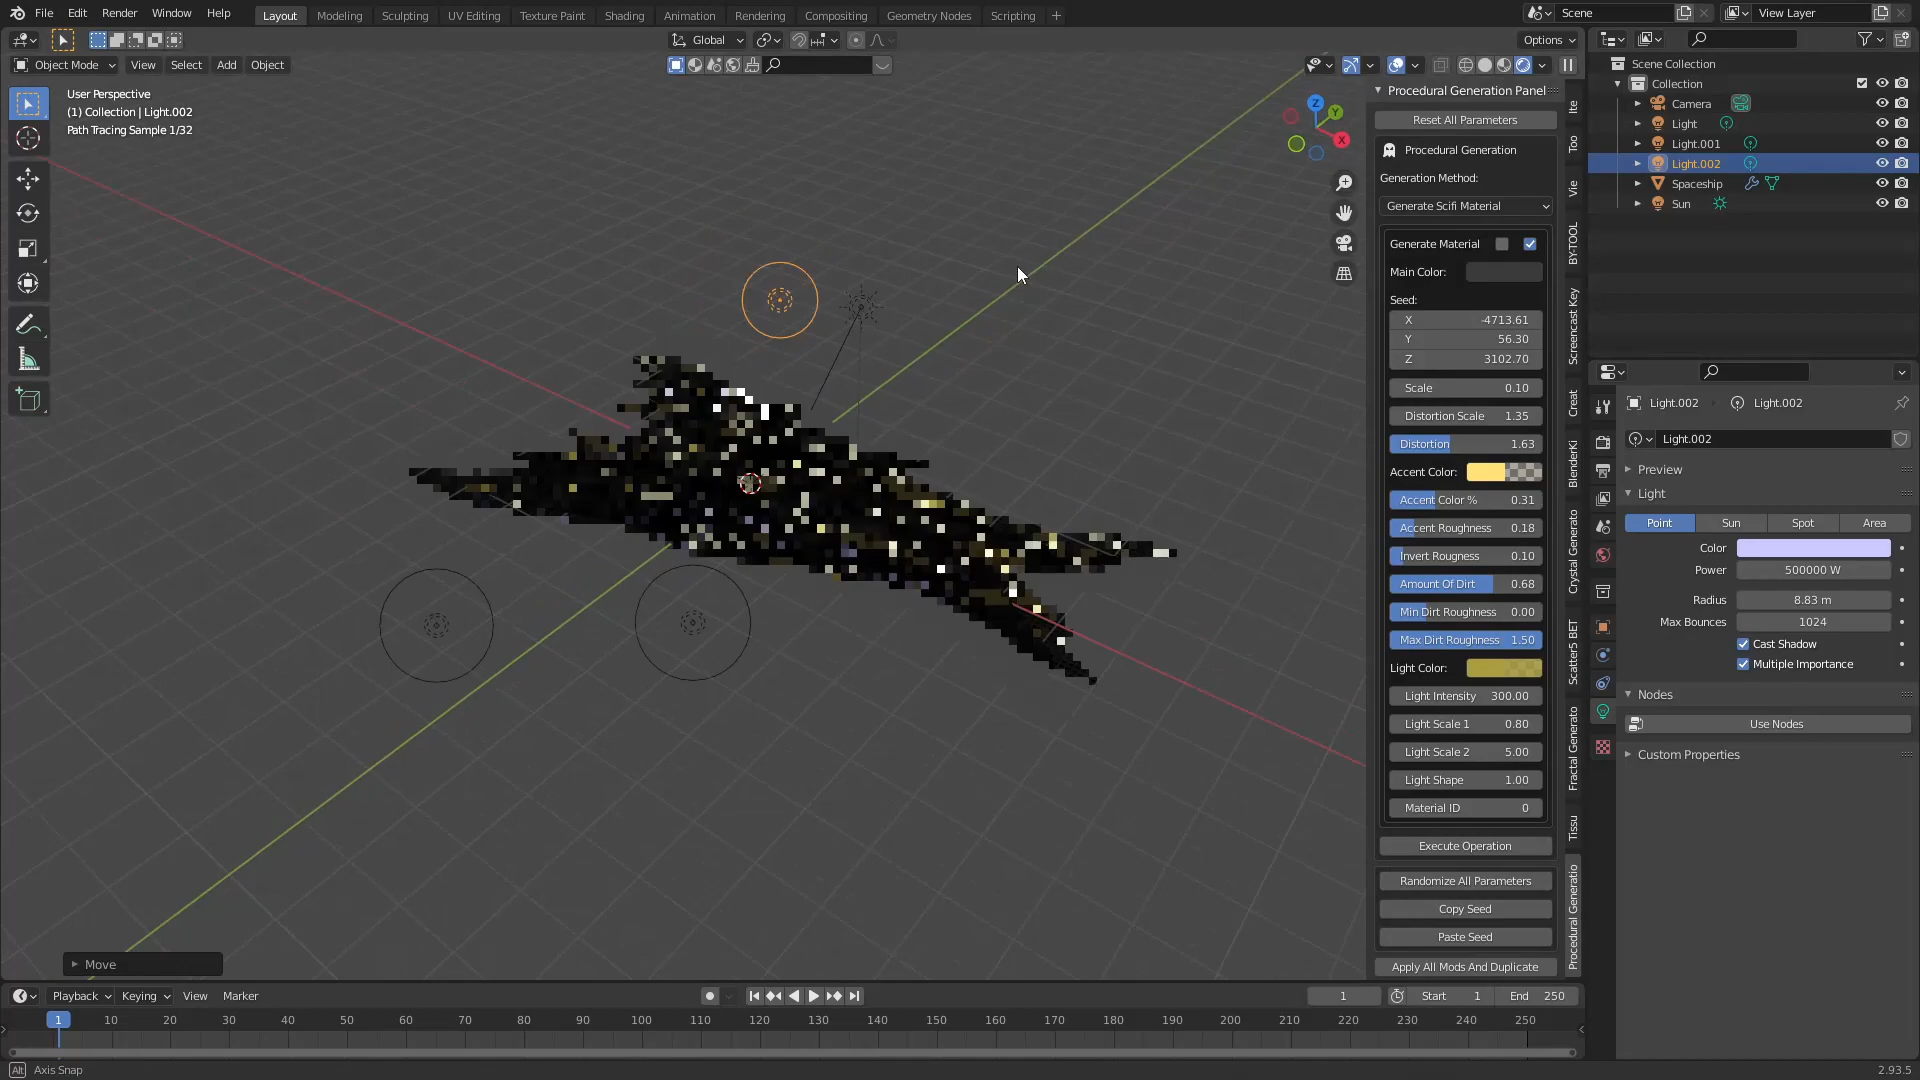 File Edit Render Window Help
Layout Modeling Sculpting UV Editing Texture Paint Shading Animation Rendering Compositing Geometry Nodes Scripting +
Scene
View Layer
Global
Options
Object Mode View Select Add Object
User Perspective
(1) Collection | Light.002
Path Tracing Sample 1/32
Z
Y
X
Procedural Generation Panel
Reset All Parameters
Procedural Generation
Generation Method:
Generate Scifi Material
Generate Material
Main Color:
Seed:
X -4713.61
Y 56.30
Z 3102.70
Scale 0.10
Distortion Scale 1.35
Distortion 1.63
Accent Color:
Accent Color % 0.31
Accent Roughness 0.18
Invert Rougness 0.10
Amount Of Dirt 0.68
Min Dirt Roughness 0.00
Max Dirt Roughness 1.50
Light Color:
Light Intensity 300.00
Light Scale 1 0.80
Light Scale 2 5.00
Light Shape 1.00
Material ID 0
Execute Operation
Randomize All Parameters
Copy Seed
Paste Seed
Apply All Mods And Duplicate
Ite
Too
Vie
BY-TOOL
Screencast Key
Creat
BlenderKi
Crystal Generato
Scatter5 BET
Fractal Generato
Tissu
Procedural Generatio
Scene Collection
Collection
Camera
Light
Light.001
Light.002
Spaceship
Sun
Light.002 Light.002
Light.002
Preview
Light
Point Sun Spot Area
Color
Power 500000 W
Radius 8.83 m
Max Bounces 1024
Cast Shadow
Multiple Importance
Nodes
Use Nodes
Custom Properties
Move
Playback Keying View Marker
1 Start 1 End 250
1 10 20 30 40 50 60 70 80 90 100 110 120 130 140 150 160 170 180 190 200 210 220 230 240 250
Alt Axis Snap
2.93.5